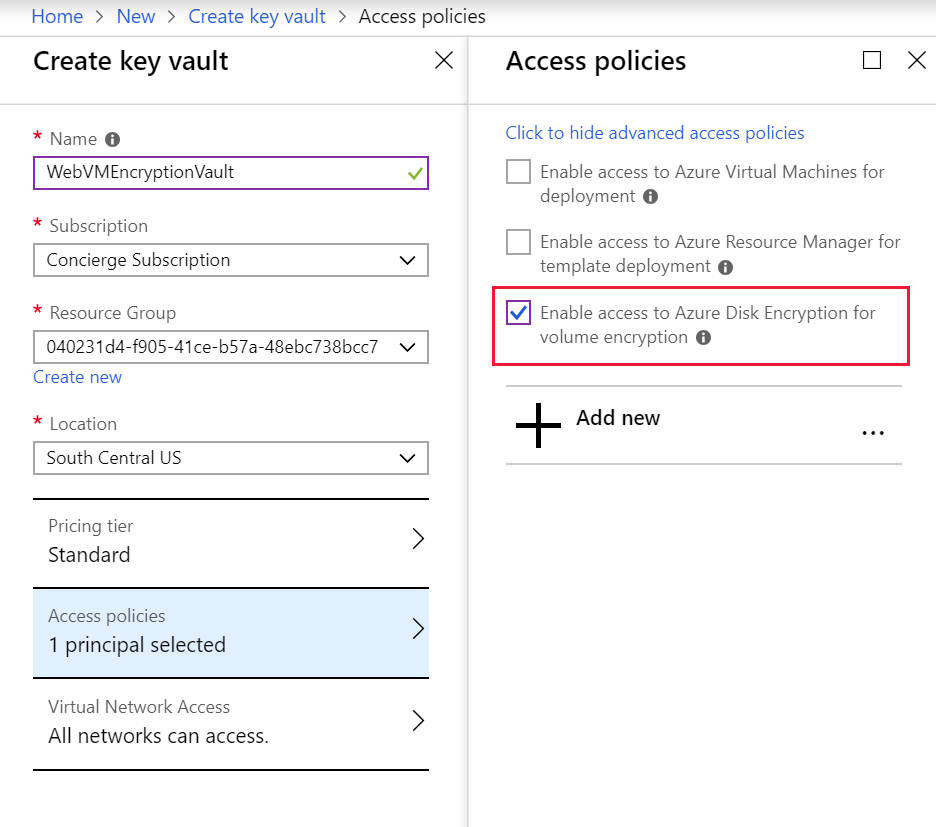 Home > New > Create key vault > Access policies
Create key vault
* Name
WebVMEncryptionVault
* Subscription
Concierge Subscription
* Resource Group
040231d4-f905-41ce-b57a-48ebc738bcc7
Create new
* Location
South Central US
Pricing tier
Standard
Access policies
1 principal selected
Virtual Network Access
All networks can access.
Access policies
Click to hide advanced access policies
Enable access to Azure Virtual Machines for
deployment
Enable access to Azure Resource Manager for
template deployment
Enable access to Azure Disk Encryption for
volume encryption
Add new
...